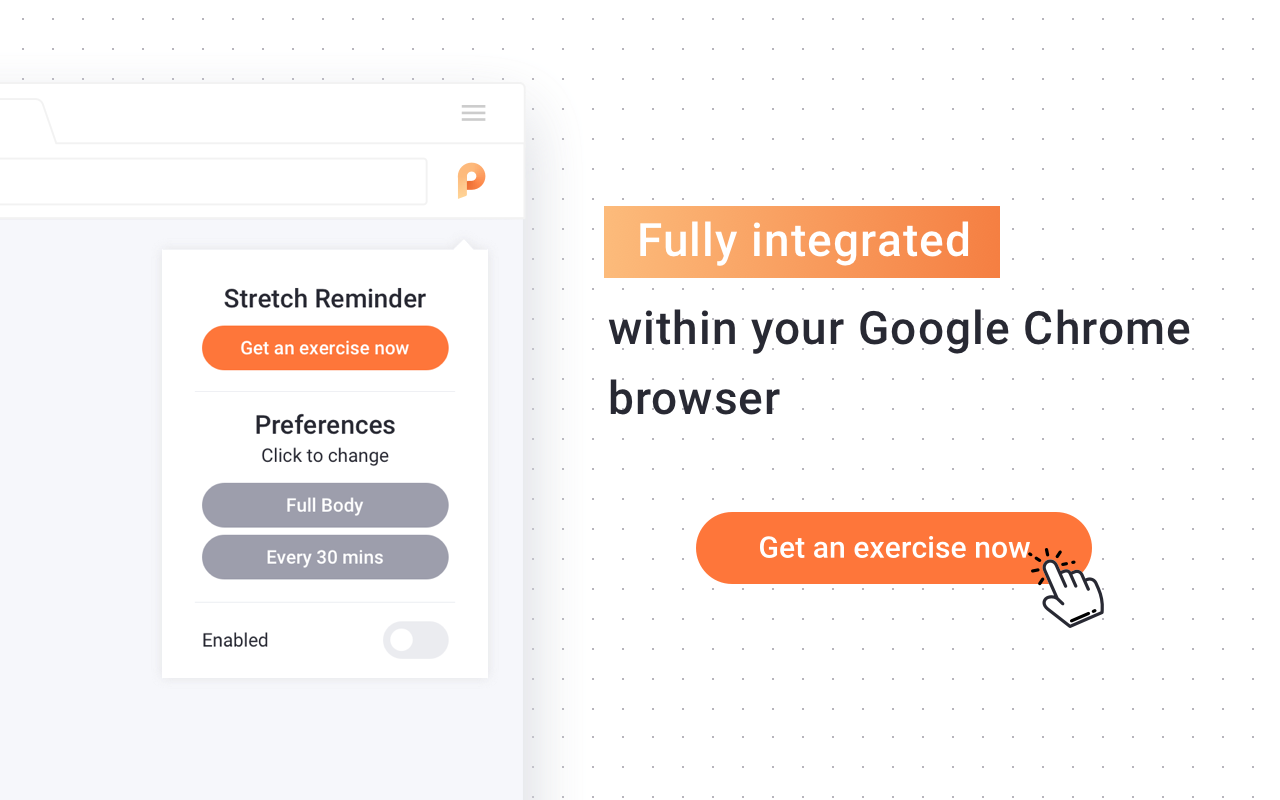 Stretch Reminder
Get an exercise now
Preferences
Click to change
Full Body
Every 30 mins
Enabled
Fully integrated
within your Google Chrome
browser
Get an exercise now